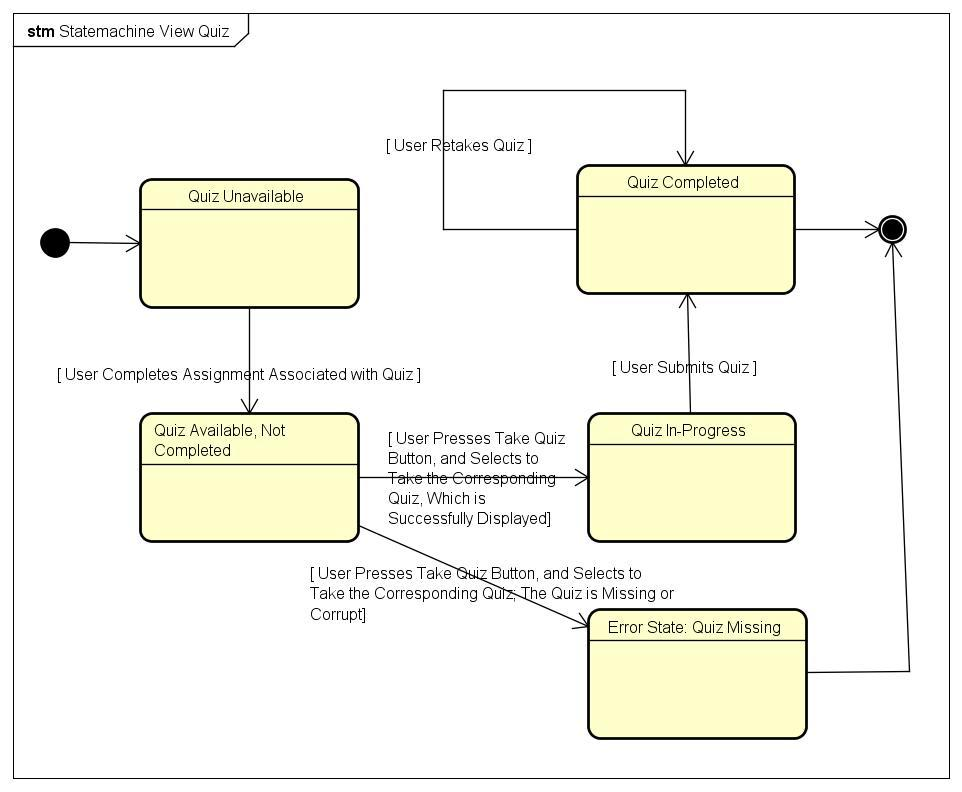 stm Statemachine View Quiz
[ User Retakes Quiz ]
Quiz Completed
Quiz Unavailable
[ User Completes Assignment Associated with Quiz ]
[ User Submits Quiz ]
Quiz Available, Not
Completed
[ User Presses Take Quiz
Button, and Selects to
Take the Corresponding
Quiz, Which is
Successfully Displayed]
Quiz In-Progress
[ User Presses Take Quiz Button, and Selects to
Take the Corresponding Quiz; The Quiz is Missing or
Corrupt]
Error State: Quiz Missing